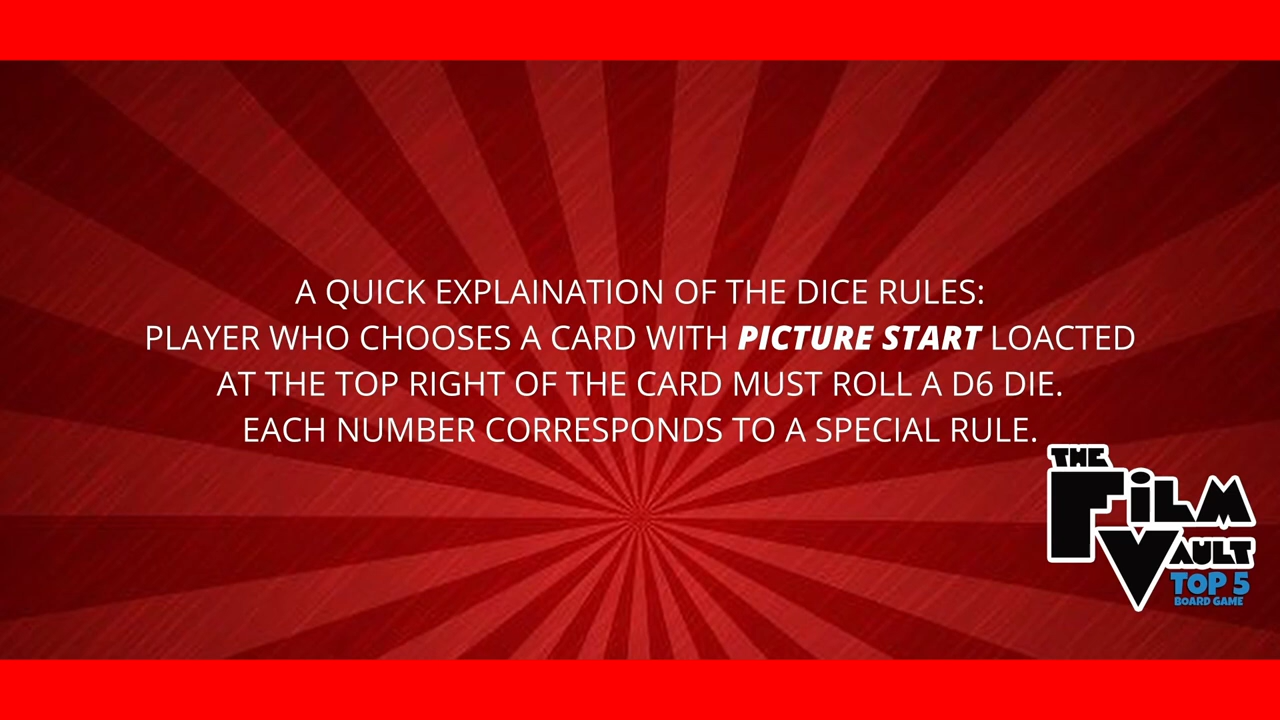 A QUICK EXPLAINATION OF THE DICE RULES:
PLAYER WHO CHOOSES A CARD WITH PICTURE START LOACTED
AT THE TOP RIGHT OF THE CARD MUST ROLL A D6 DIE.
EACH NUMBER CORRESPONDS TO A SPECIAL RULE.
THE
FiLM
VAULT
TOP 5
BOARD GAME